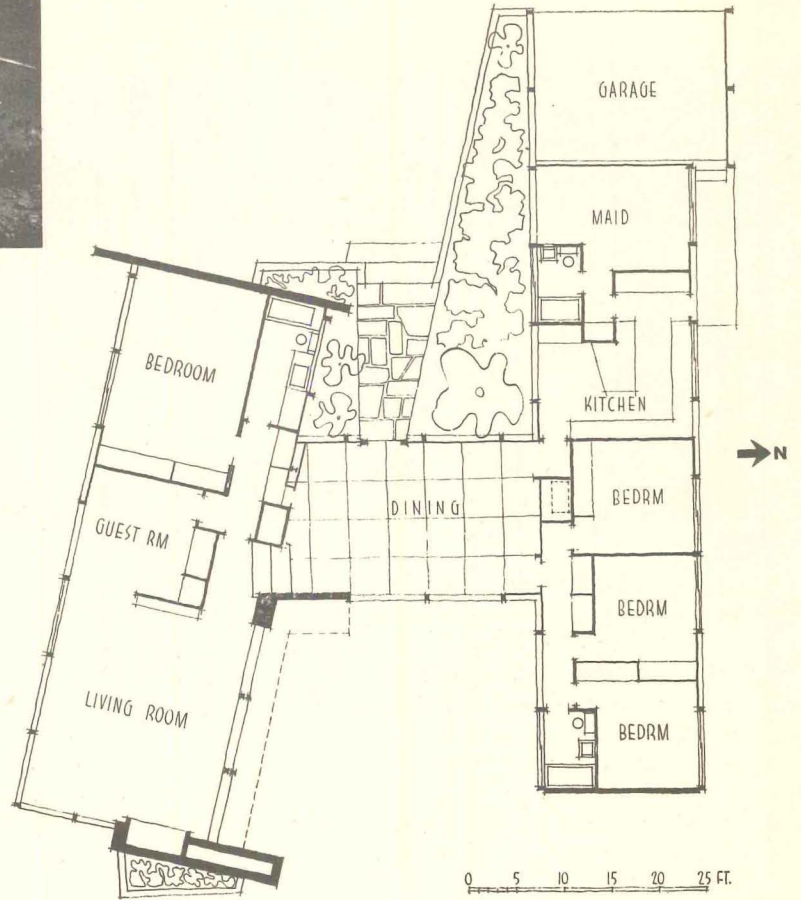 GARAGE
MAID
BEDROOM
KITCHEN
N
DINING
BEDRM
GUEST RM
BEDRM
LIVING ROOM
BEDRM
0 5 10 15 20 25 FT.